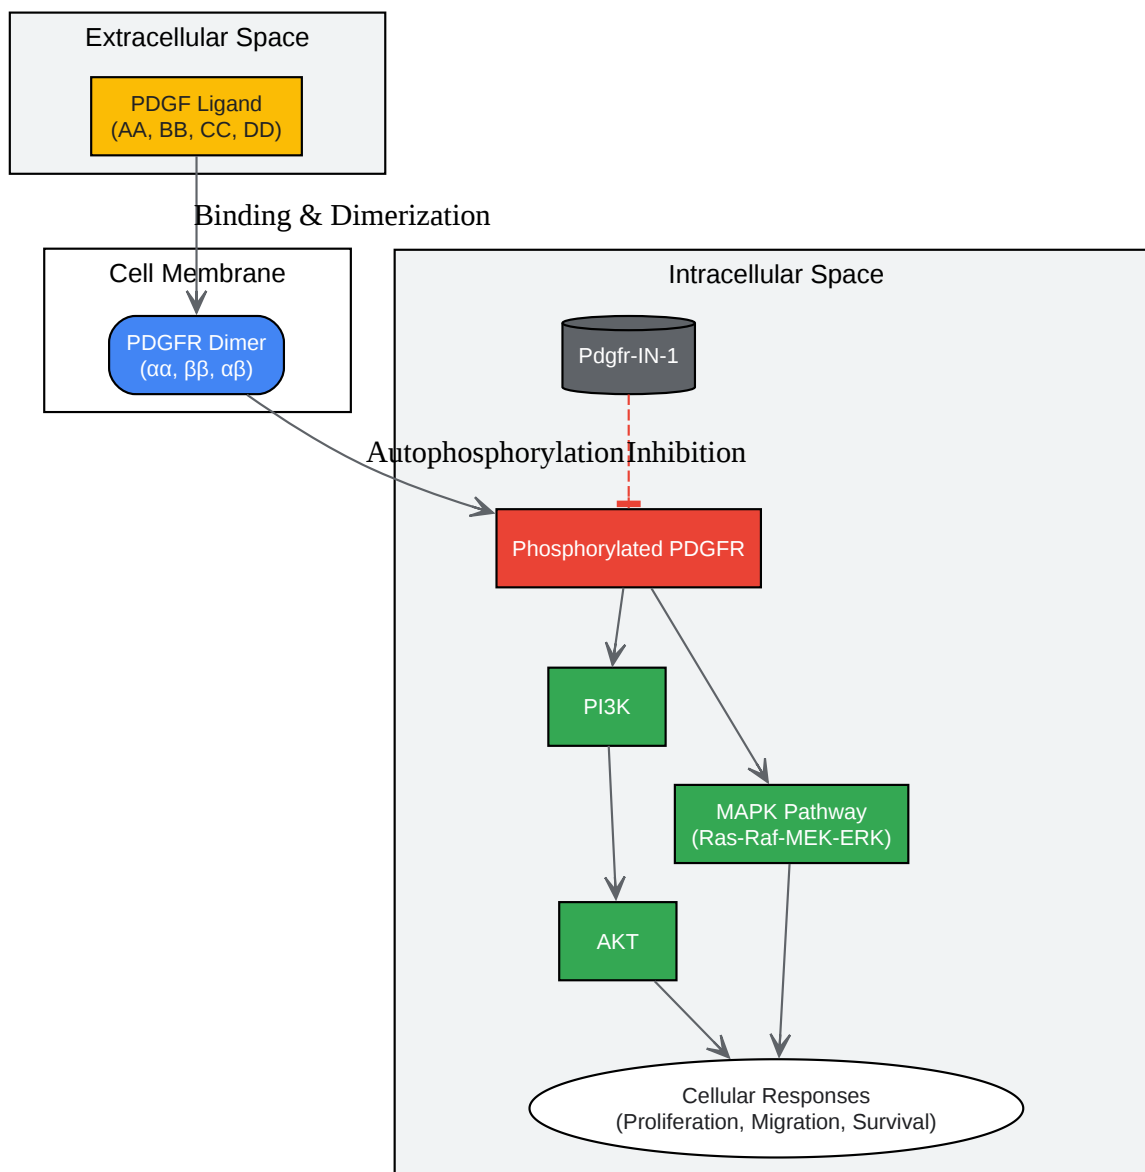 Extracellular Space
PDGF Ligand
(AA, BB, CC, DD)
Binding & Dimerization
Cell Membrane
PDGFR Dimer
(αα, ββ, αβ)
Intracellular Space
Pdgfr-IN-1
Autophosphorylation
Inhibition
Phosphorylated PDGFR
PI3K
MAPK Pathway
(Ras-Raf-MEK-ERK)
AKT
Cellular Responses
(Proliferation, Migration, Survival)